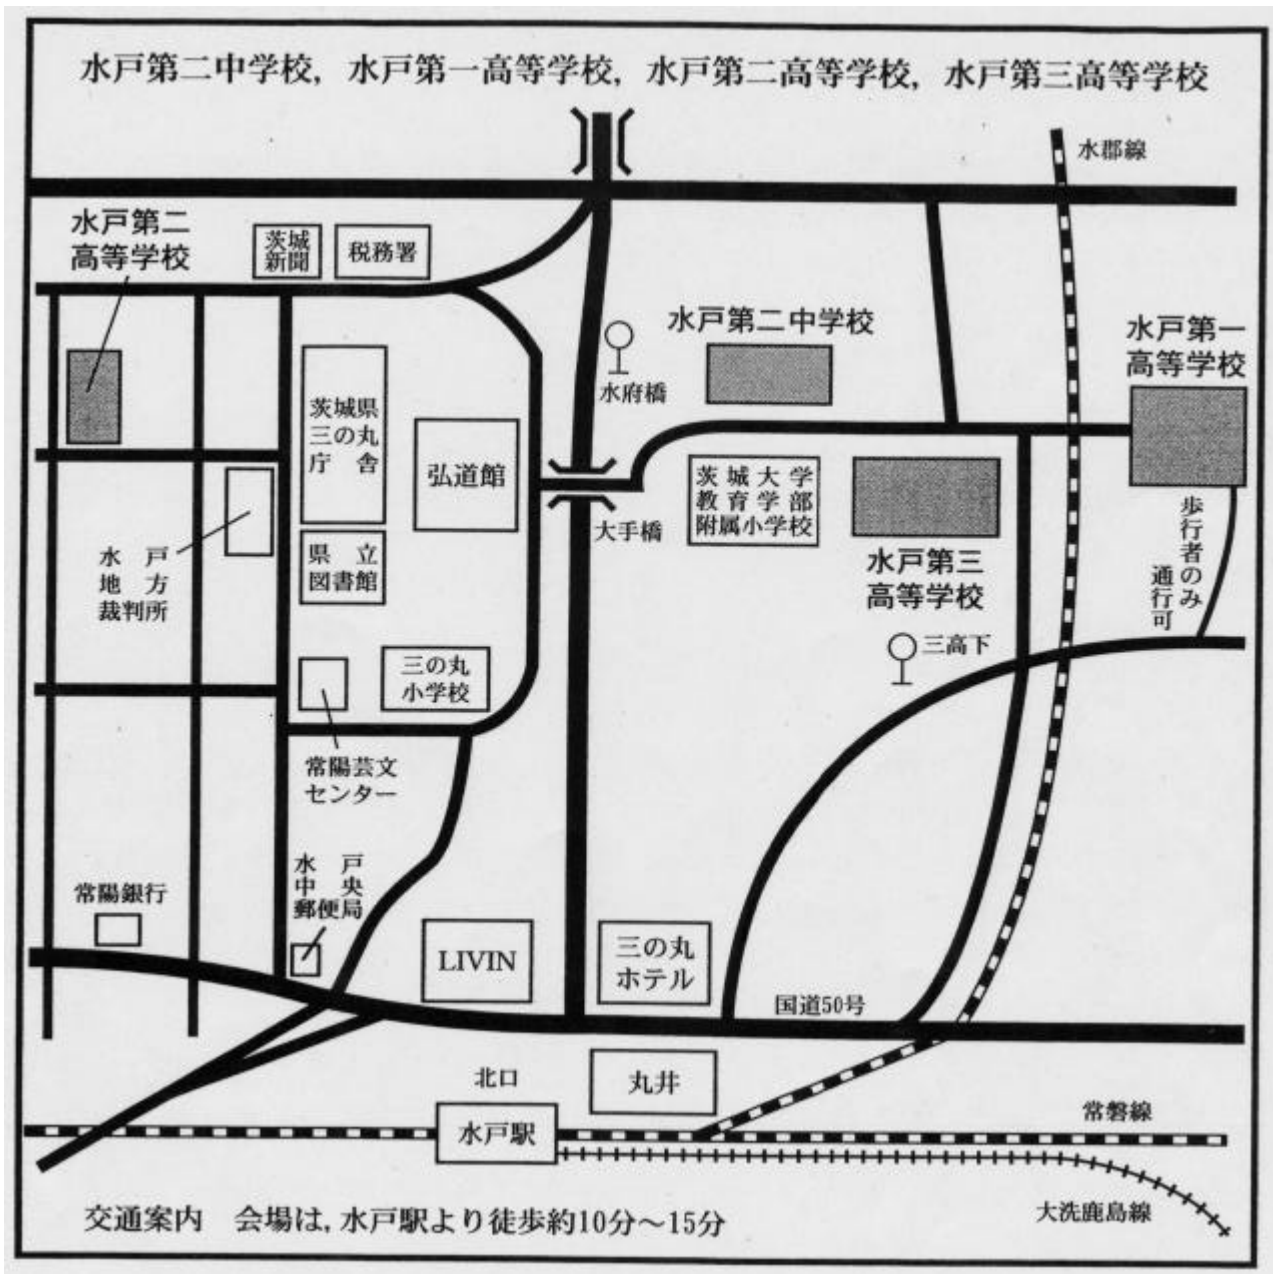 水戸第二中学校，水戸第一高等学校，水戸第二高等学校，水戸第三高等学校
水郡線
水戸第二
高等学校
茨城
新聞
税務署
水戸第二中学校
水戸第一
高等学校
水府橋
茨城県
三の丸
庁舎
弘道館
茨城大学
教育学部
附属小学校
大手橋
水戸第三
高等学校
歩行者のみ
通行可
水戸
地方
裁判所
県立
図書館
三高下
三の丸
小学校
常陽芸文
センター
水戸
中央
郵便局
常陽銀行
LIVIN
三の丸
ホテル
国道50号
北口
丸井
水戸駅
常磐線
大洗鹿島線
交通案内　会場は，水戸駅より徒歩約10分～15分